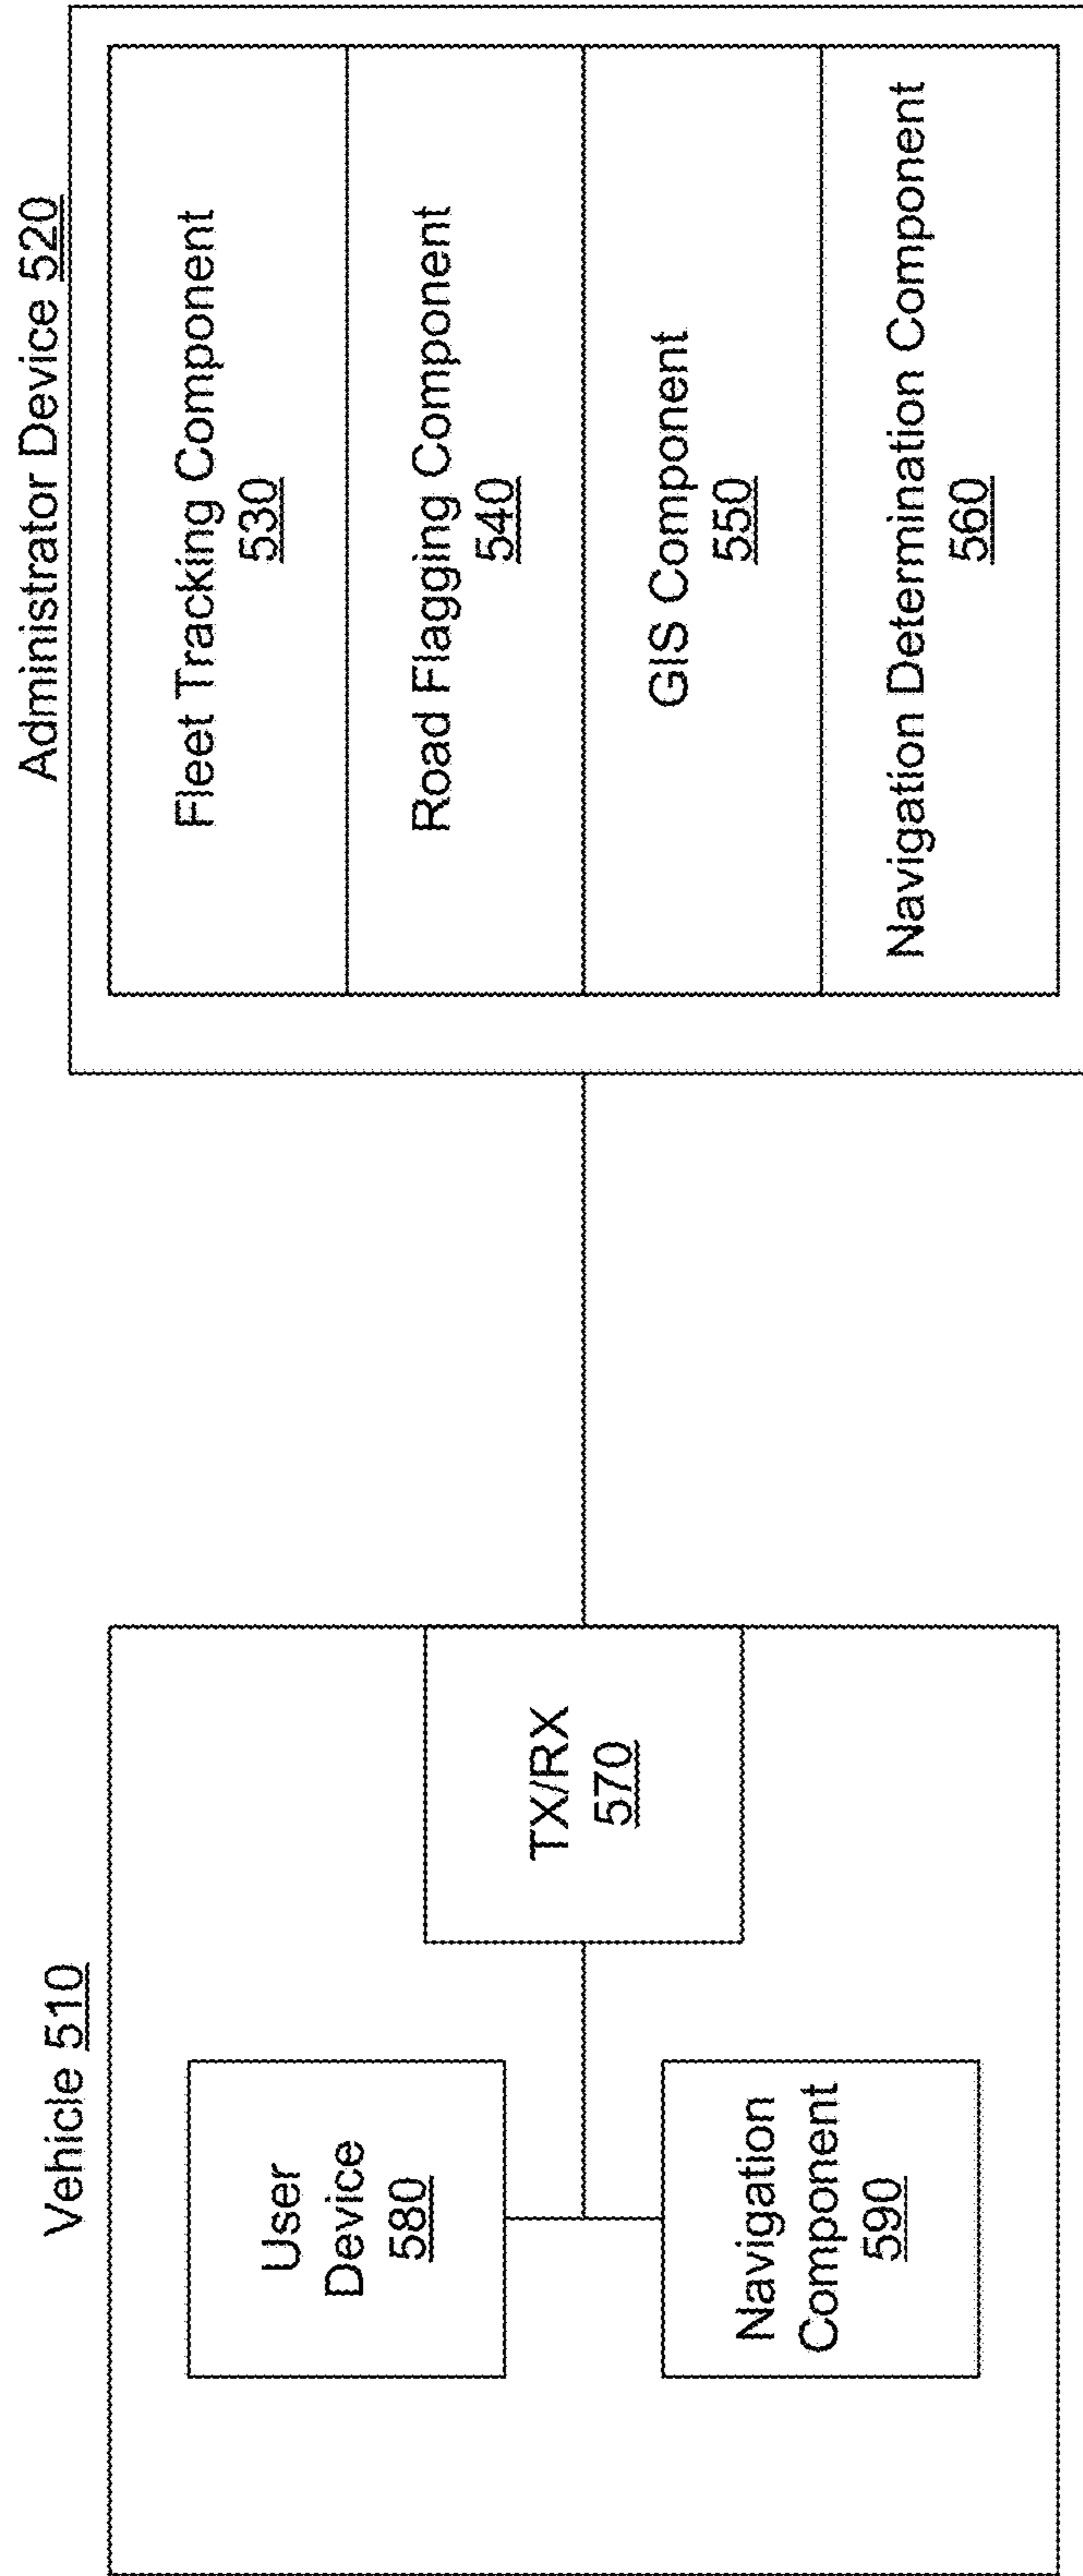 Vehicle 510
User
Device
580
Navigation
Component
590
TX/RX
570
Administrator Device 520
Fleet Tracking Component
530
Road Flagging Component
540
GIS Component
550
Navigation Determination Component
560